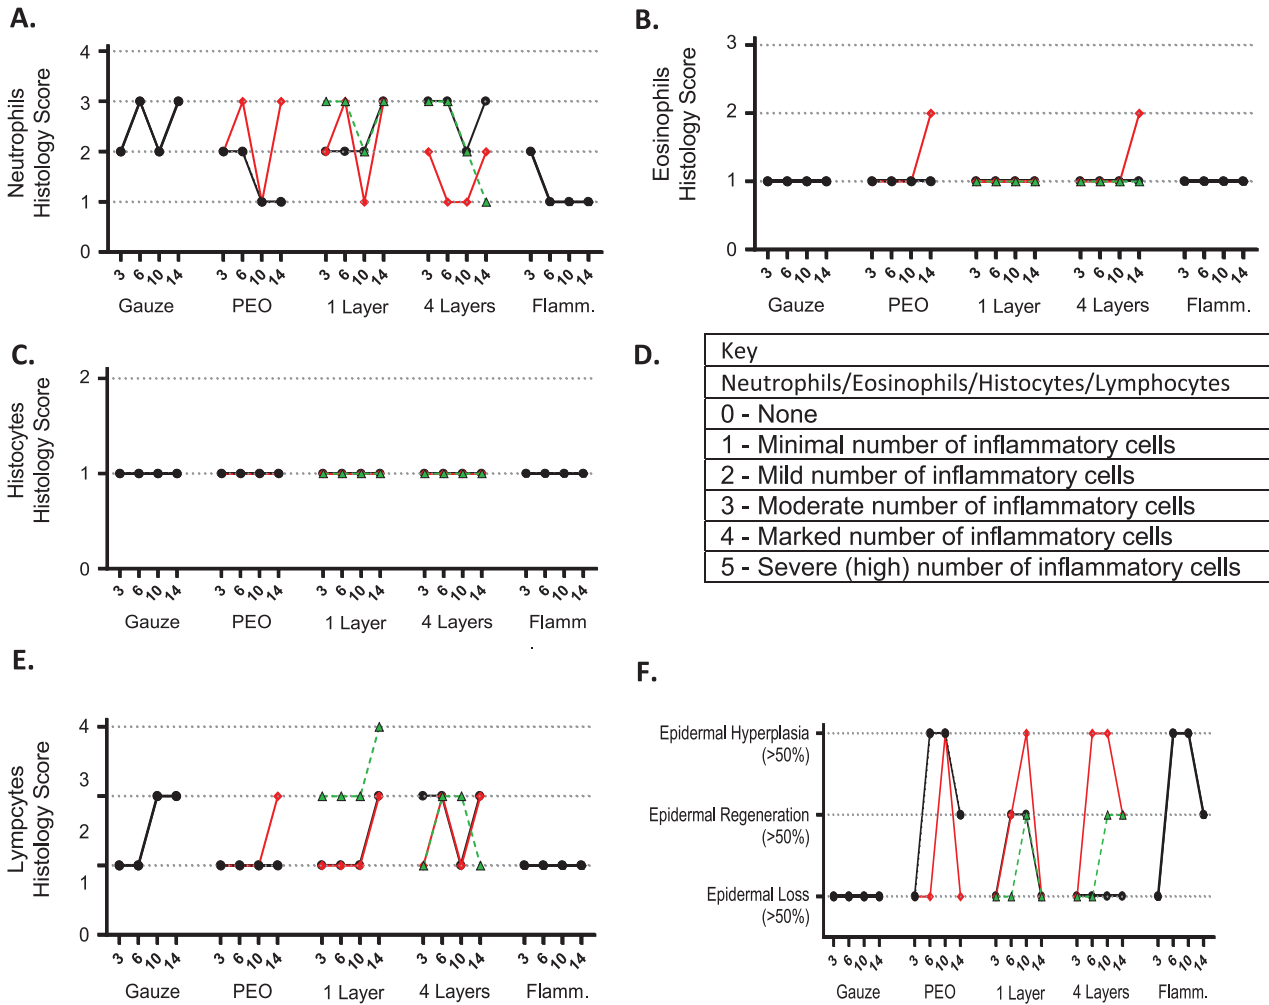 A.
Neutrophils
Histology Score
4
3
2
1
0
3 6 10 14 3 6 10 14 3 6 10 14 3 6 10 14 3 6 10 14
Gauze PEO 1 Layer 4 Layers Flamm.
B.
Eosinophils
Histology Score
3
2
1
0
3 6 10 14 3 6 10 14 3 6 10 14 3 6 10 14 3 6 10 14
Gauze PEO 1 Layer 4 Layers Flamm.
C.
Histocytes
Histology Score
2
1
0
3 6 10 14 3 6 10 14 3 6 10 14 3 6 10 14 3 6 10 14
Gauze PEO 1 Layer 4 Layers Flamm
.
D.
Key
Neutrophils/Eosinophils/Histocytes/Lymphocytes
0 - None
1 - Minimal number of inflammatory cells
2 - Mild number of inflammatory cells
3 - Moderate number of inflammatory cells
4 - Marked number of inflammatory cells
5 - Severe (high) number of inflammatory cells
E.
Lympcytes
Histology Score
4
3
2
1
0
3 6 10 14 3 6 10 14 3 6 10 14 3 6 10 14 3 6 10 14
Gauze PEO 1 Layer 4 Layers Flamm.
F.
Epidermal Hyperplasia
(>50%)
Epidermal Regeneration
(>50%)
Epidermal Loss
(>50%)
3 6 10 14 3 6 10 14 3 6 10 14 3 6 10 14 3 6 10 14
Gauze PEO 1 Layer 4 Layers Flamm.